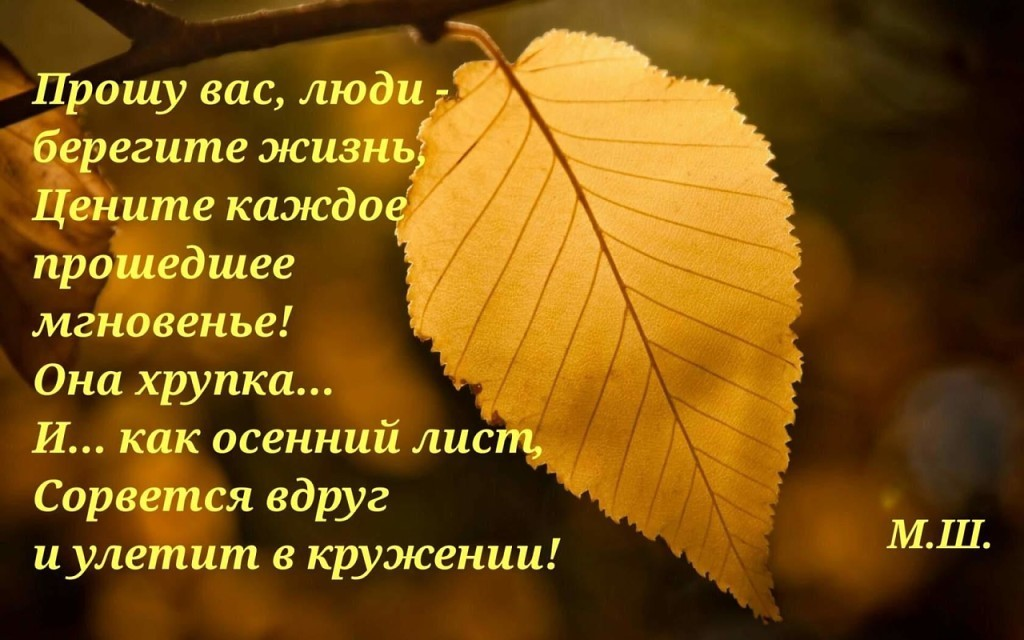 Прошу вас, люди -
берегите жизнь,
Цените каждое
прошедшее
мгновенье!
Она хрупка...
И... как осенний лист,
Сорвется вдруг
и улетит в кружении!
М.Ш.